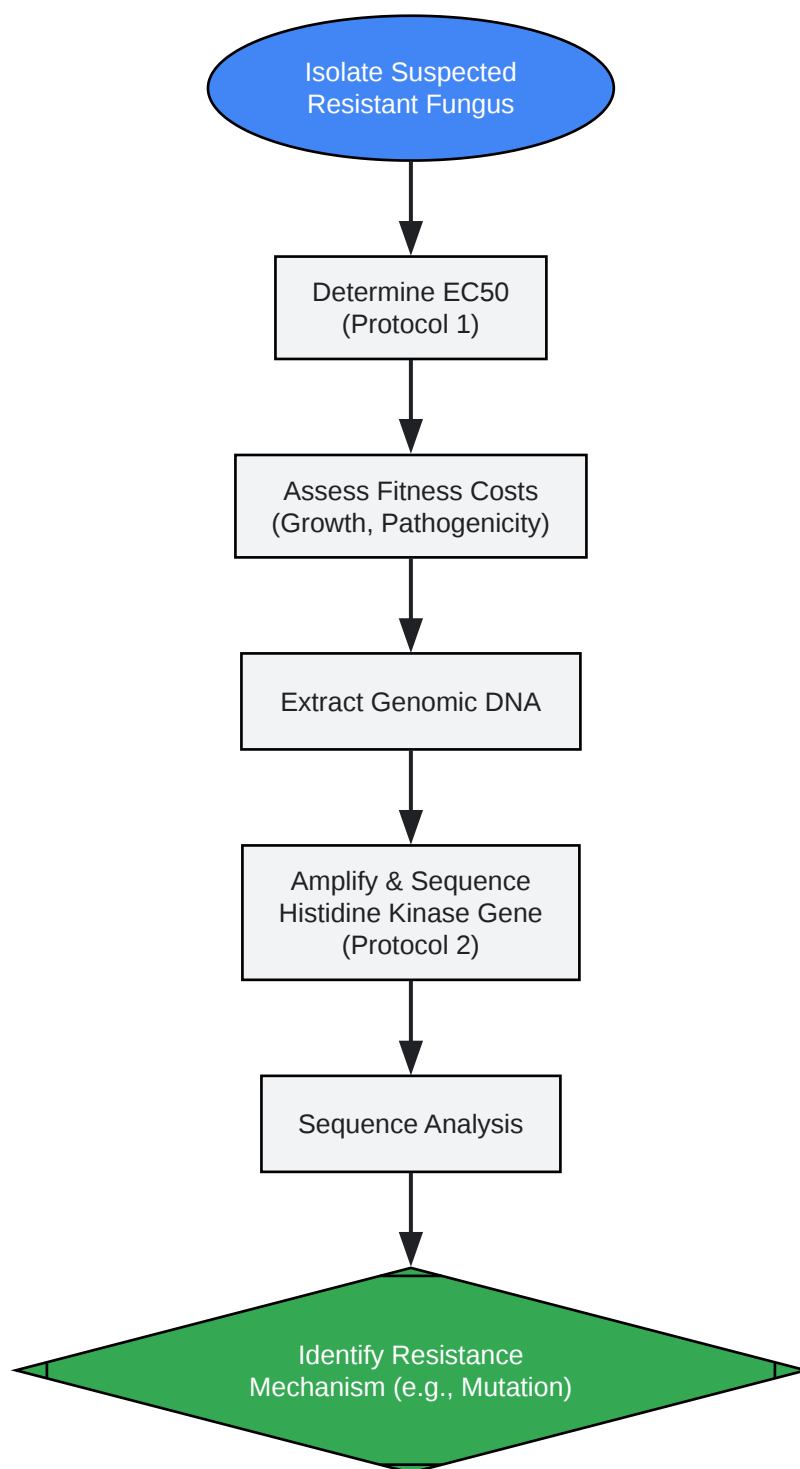 Isolate Suspected
Resistant Fungus
Determine EC50
(Protocol 1)
Assess Fitness Costs
(Growth, Pathogenicity)
Extract Genomic DNA
Amplify & Sequence
Histidine Kinase Gene
(Protocol 2)
Sequence Analysis
Identify Resistance
Mechanism (e.g., Mutation)